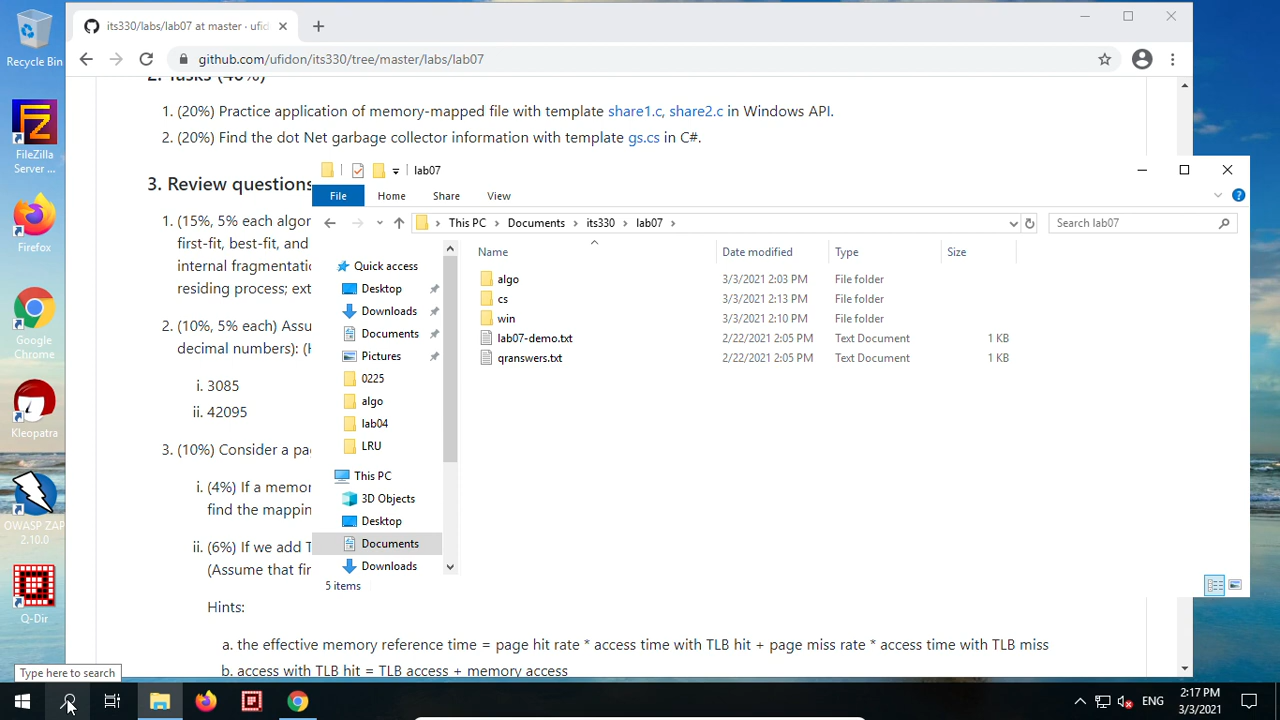 Recycle Bin
FileZilla
Server ...
Firefox
Google
Chrome
Kleopatra
OWASP ZAP
2.10.0
Q-Dir
its330/labs/lab07 at master · ufid
github.com/ufidon/its330/tree/master/labs/lab07
1. (20%) Practice application of memory-mapped file with template share1.c, share2.c in Windows API.
2. (20%) Find the dot Net garbage collector information with template gs.cs in C#.
3. Review questions
1. (15%, 5% each algor
first-fit, best-fit, and
internal fragmentati
residing process; ext
2. (10%, 5% each) Assu
decimal numbers): (
i. 3085
ii. 42095
3. (10%) Consider a pa
i. (4%) If a memor
find the mappin
ii. (6%) If we add T
(Assume that fir
Hints:
a. the effective memory reference time = page hit rate * access time with TLB hit + page miss rate * access time with TLB miss
b. access with TLB hit = TLB access + memory access
lab07
File Home Share View
This PC Documents its330 lab07
Search lab07
Name Date modified Type Size
algo 3/3/2021 2:03 PM File folder
cs 3/3/2021 2:13 PM File folder
win 3/3/2021 2:10 PM File folder
lab07-demo.txt 2/22/2021 2:05 PM Text Document 1 KB
qranswers.txt 2/22/2021 2:05 PM Text Document 1 KB
Quick access
Desktop
Downloads
Documents
Pictures
0225
algo
lab04
LRU
This PC
3D Objects
Desktop
Documents
Downloads
5 items
Type here to search
ENG
2:17 PM
3/3/2021